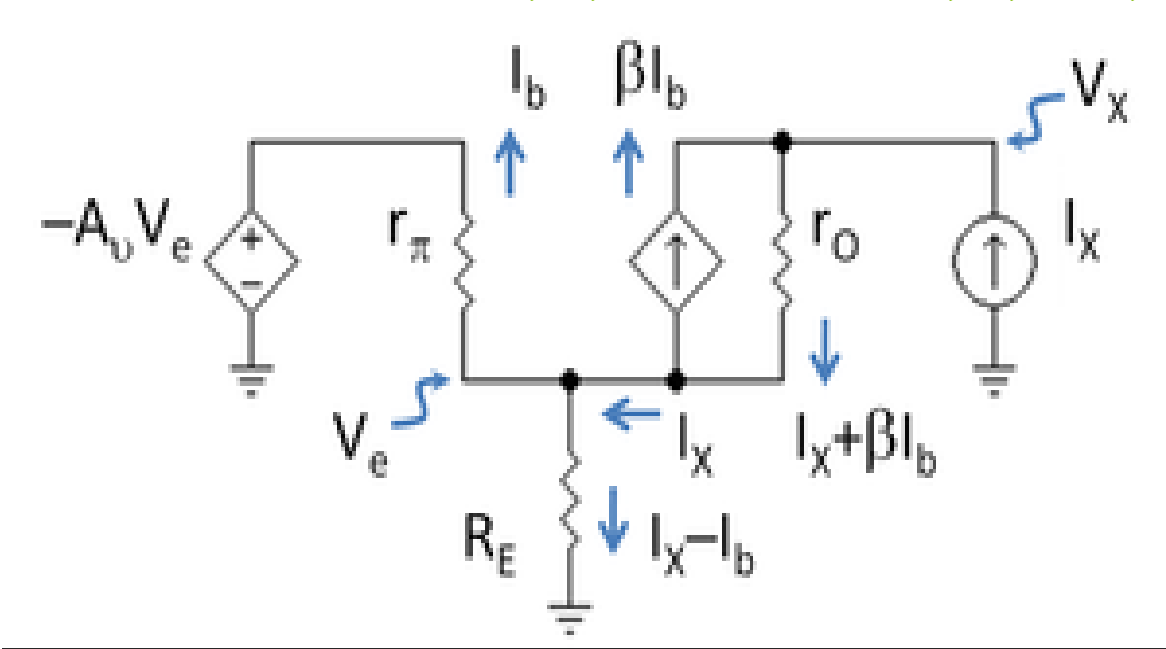 I_b
βI_b
V_X
−A_υV_e
+
−
r_π
r_O
I_X
V_e
I_X
I_X+βI_b
R_E
I_X−I_b